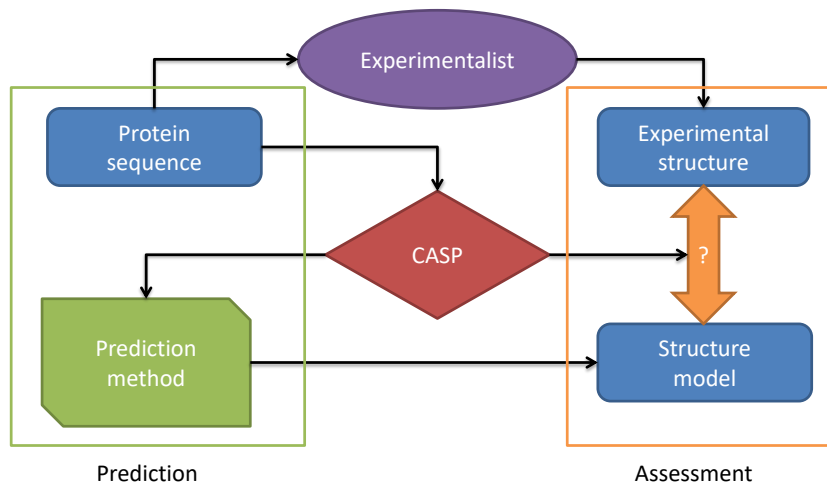 Experimentalist
Protein
sequence
Experimental
structure
CASP
?
Prediction
method
Structure
model
Prediction
Assessment